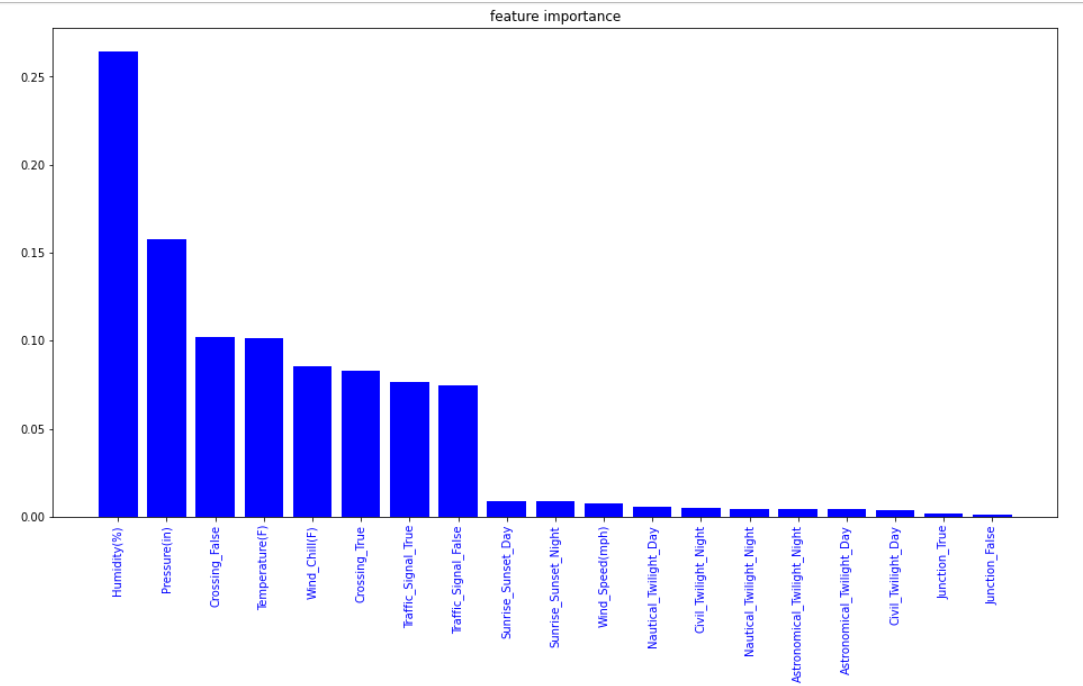 feature importance
0.25
0.20
0.15
0.10
0.05
0.00
Humidity(%)
Pressure(in)
Crossing_False
Temperature(F)
Wind_Chill(F)
Crossing_True
Traffic_Signal_True
Traffic_Signal_False
Sunrise_Sunset_Day
Sunrise_Sunset_Night
Wind_Speed(mph)
Nautical_Twilight_Day
Civil_Twilight_Night
Nautical_Twilight_Night
Astronomical_Twilight_Night
Astronomical_Twilight_Day
Civil_Twilight_Day
Junction_True
Junction_False